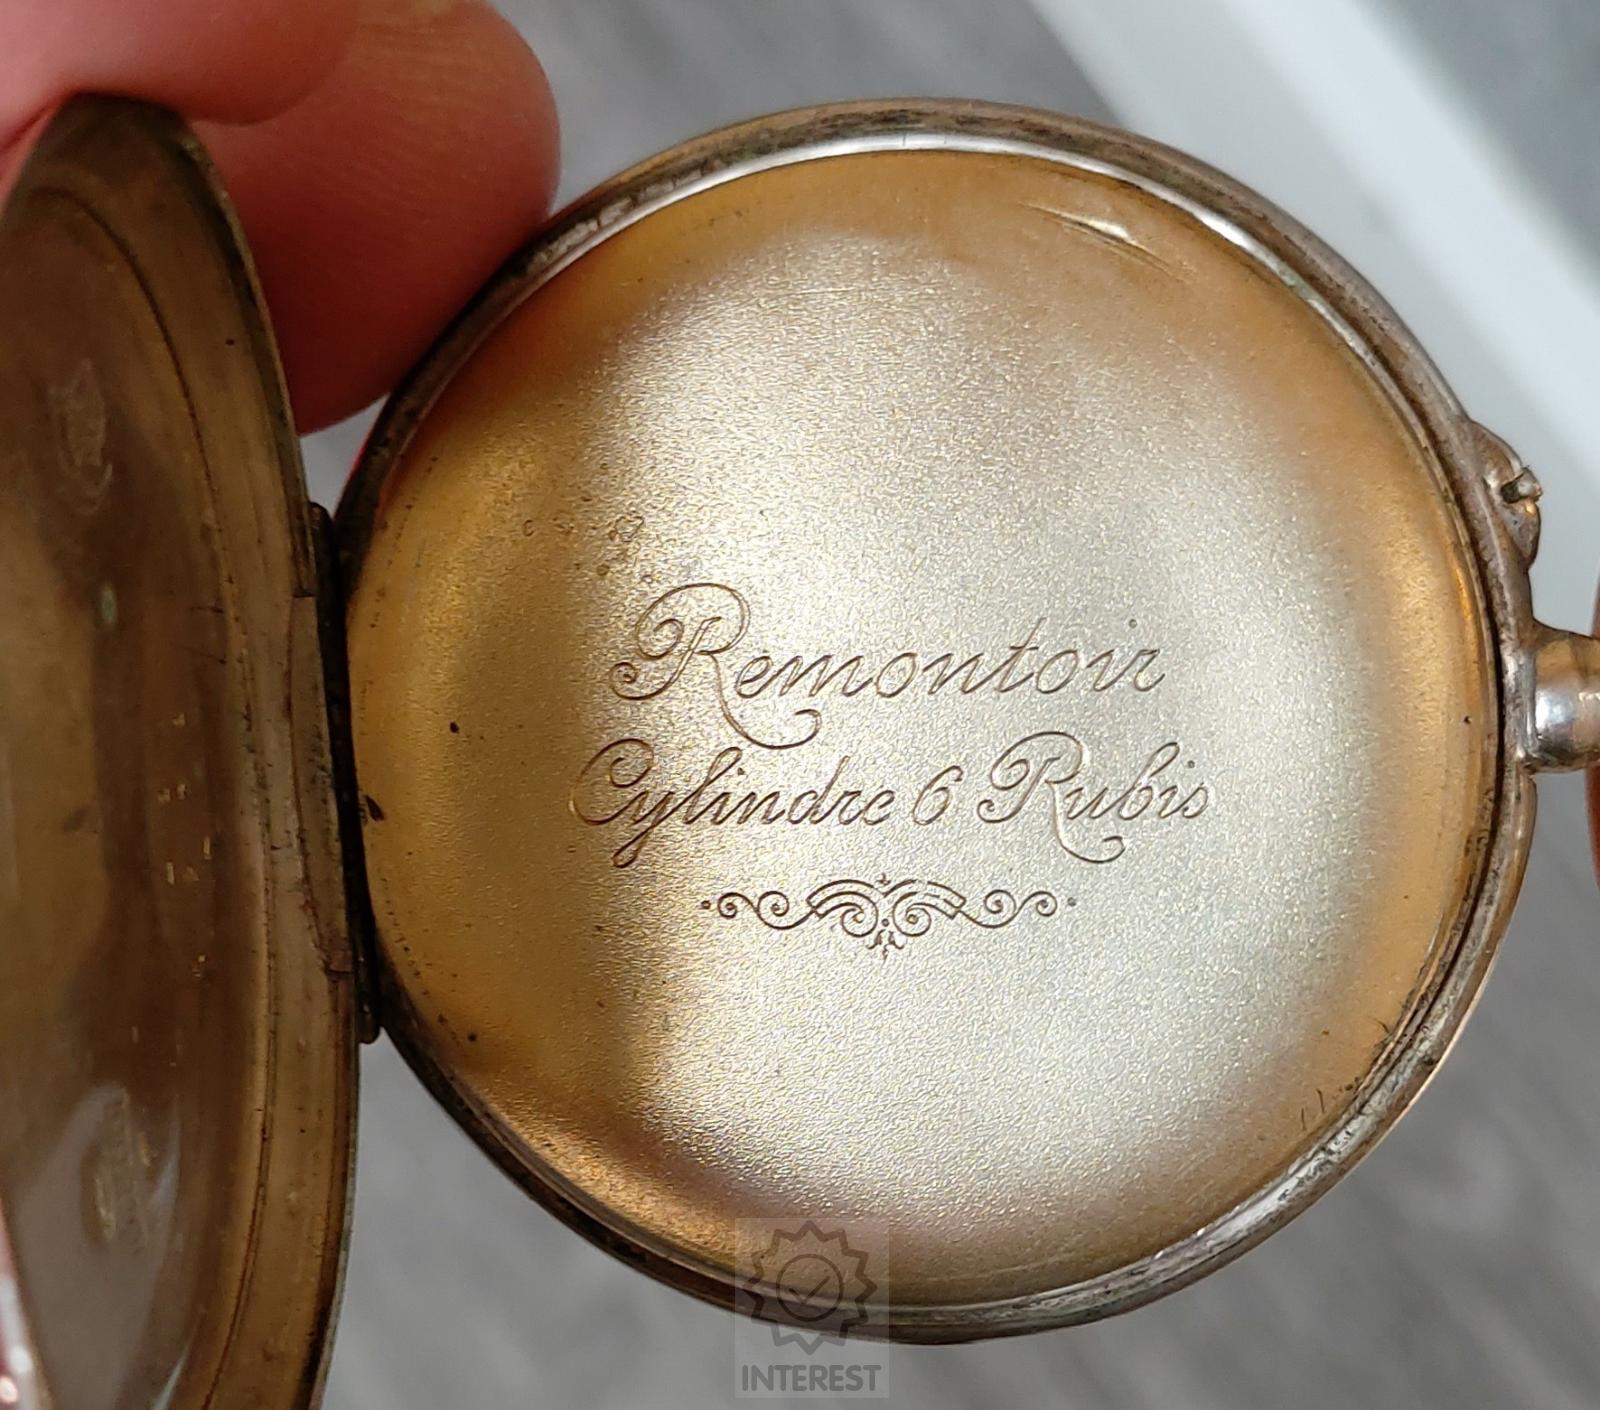 Remontoir
Cylindre 6 Rubis
INTEREST